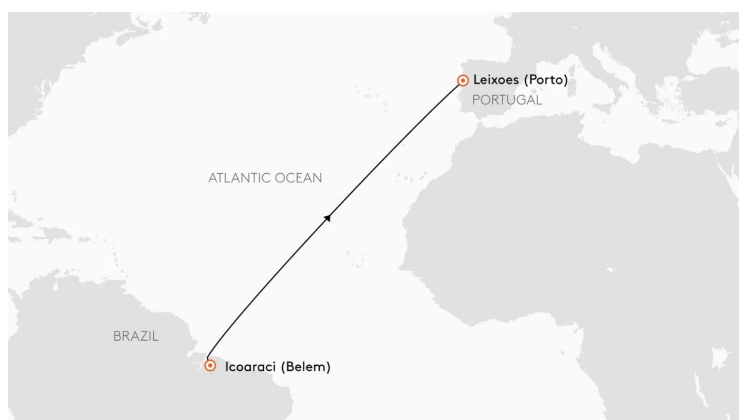 Leixoes (Porto)
PORTUGAL
ATLANTIC OCEAN
BRAZIL
Icoaraci (Belem)